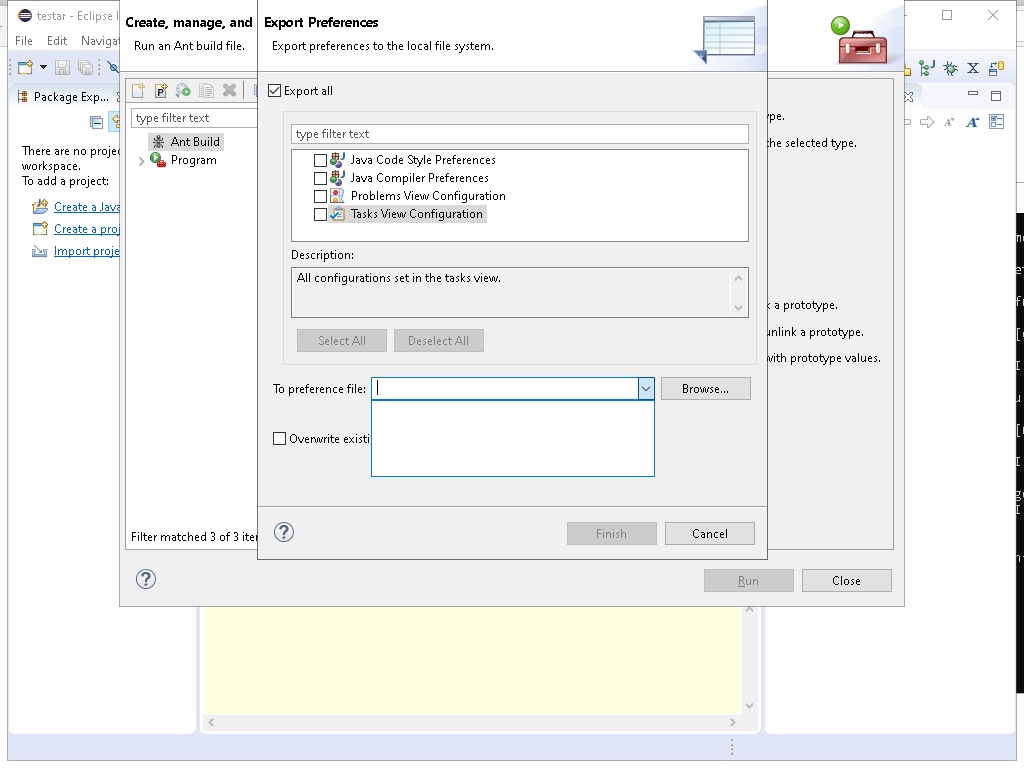 testar - Eclipse I
File Edit Naviga
Package Exp...
There are no proje
workspace.
To add a project:
Create a Java
Create a proj
Import proje
Create, manage, and
Run an Ant build file.
type filter text
Ant Build
Program
Filter matched 3 of 3 iter
Export Preferences
Export preferences to the local file system.
Export all
type filter text
Java Code Style Preferences
Java Compiler Preferences
Problems View Configuration
Tasks View Configuration
Description:
All configurations set in the tasks view.
Select All Deselect All
To preference file: Browse...
Overwrite existi
Finish Cancel
ype.
the selected type.
k a prototype.
unlink a prototype.
with prototype values.
Run Close